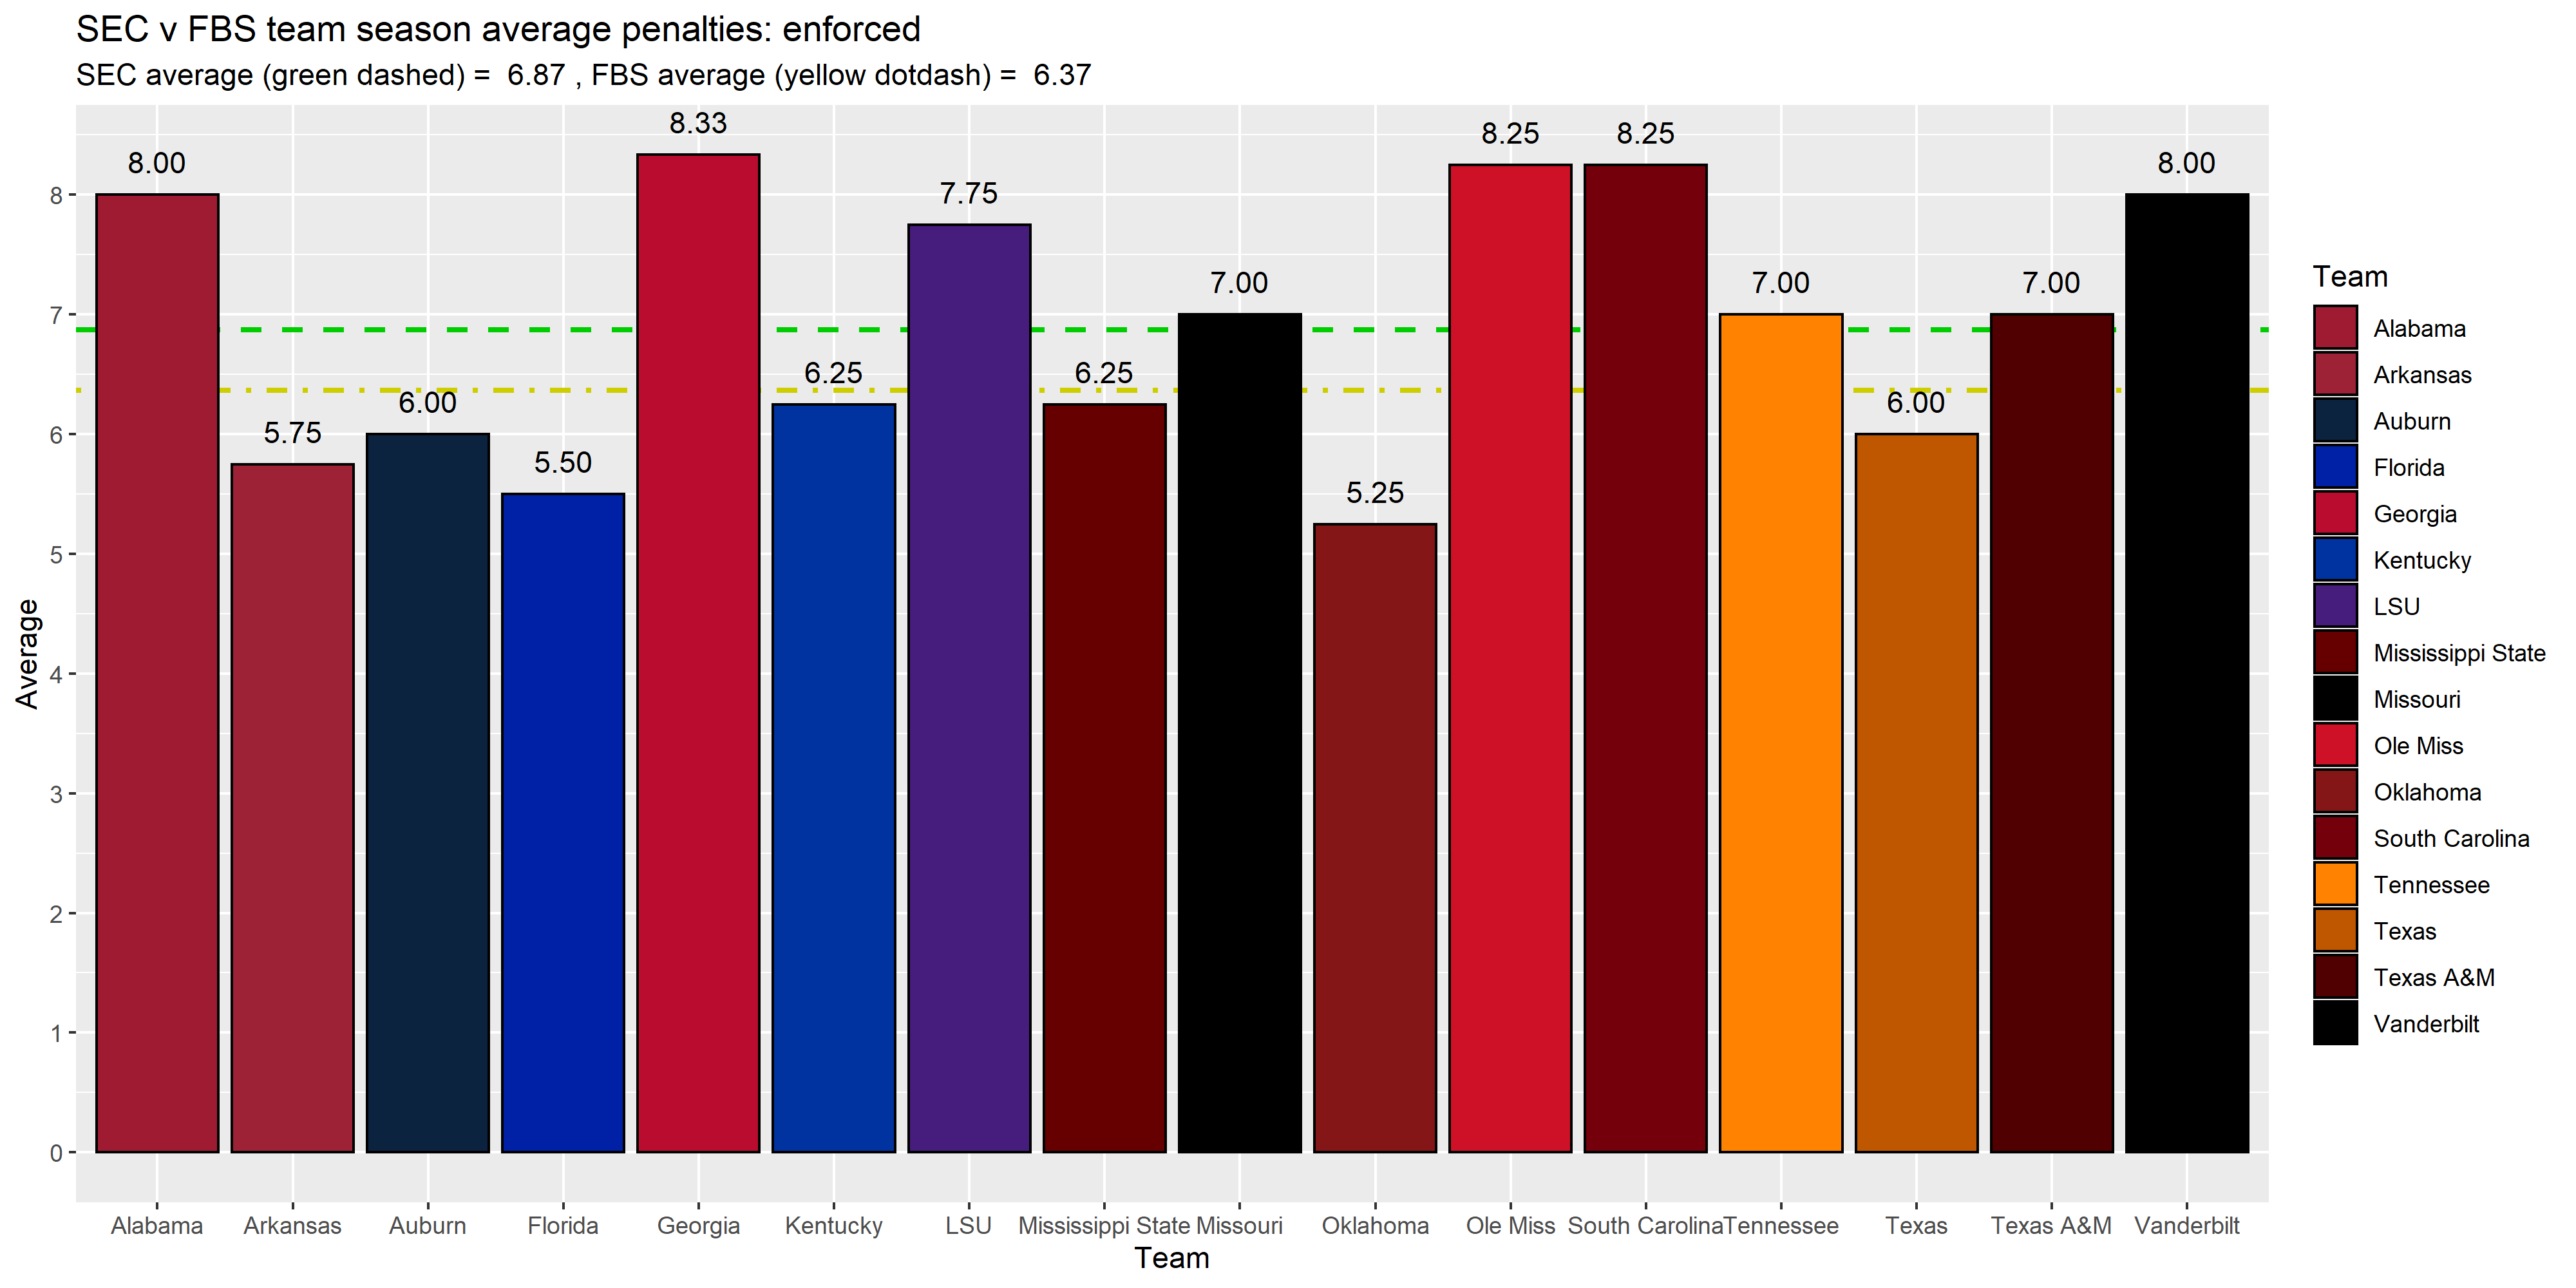 SEC v FBS team season average penalties: enforced
SEC average (green dashed) =  6.87 , FBS average (yellow dotdash) =  6.37
8.00
5.75
6.00
5.50
8.33
6.25
7.75
6.25
7.00
5.25
8.25
8.25
7.00
6.00
7.00
8.00
8
7
6
5
4
3
2
1
0
Average
Alabama
Arkansas
Auburn
Florida
Georgia
Kentucky
LSU
Mississippi State
Missouri
Oklahoma
Ole Miss
South Carolina
Tennessee
Texas
Texas A&M
Vanderbilt
Team
Team
Alabama
Arkansas
Auburn
Florida
Georgia
Kentucky
LSU
Mississippi State
Missouri
Ole Miss
Oklahoma
South Carolina
Tennessee
Texas
Texas A&M
Vanderbilt